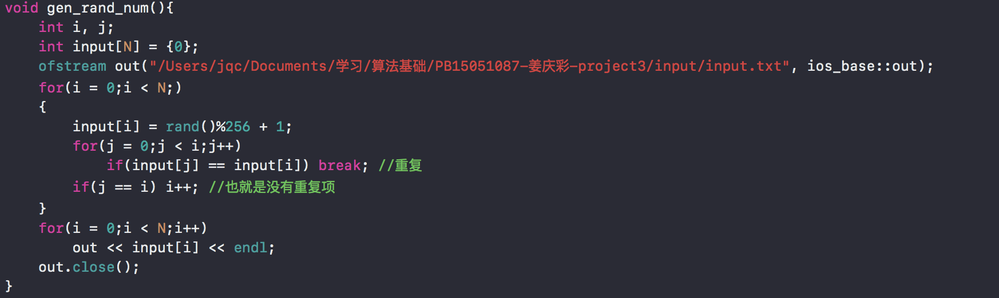 void gen_rand_num(){
    int i, j;
    int input[N] = {0};
    ofstream out("/Users/jqc/Documents/学习/算法基础/PB15051087-姜庆彩-project3/input/input.txt", ios_base::out);
    for(i = 0;i < N;)
    {
        input[i] = rand()%256 + 1;
        for(j = 0;j < i;j++)
            if(input[j] == input[i]) break; //重复
        if(j == i) i++; //也就是没有重复项
    }
    for(i = 0;i < N;i++)
        out << input[i] << endl;
    out.close();
}